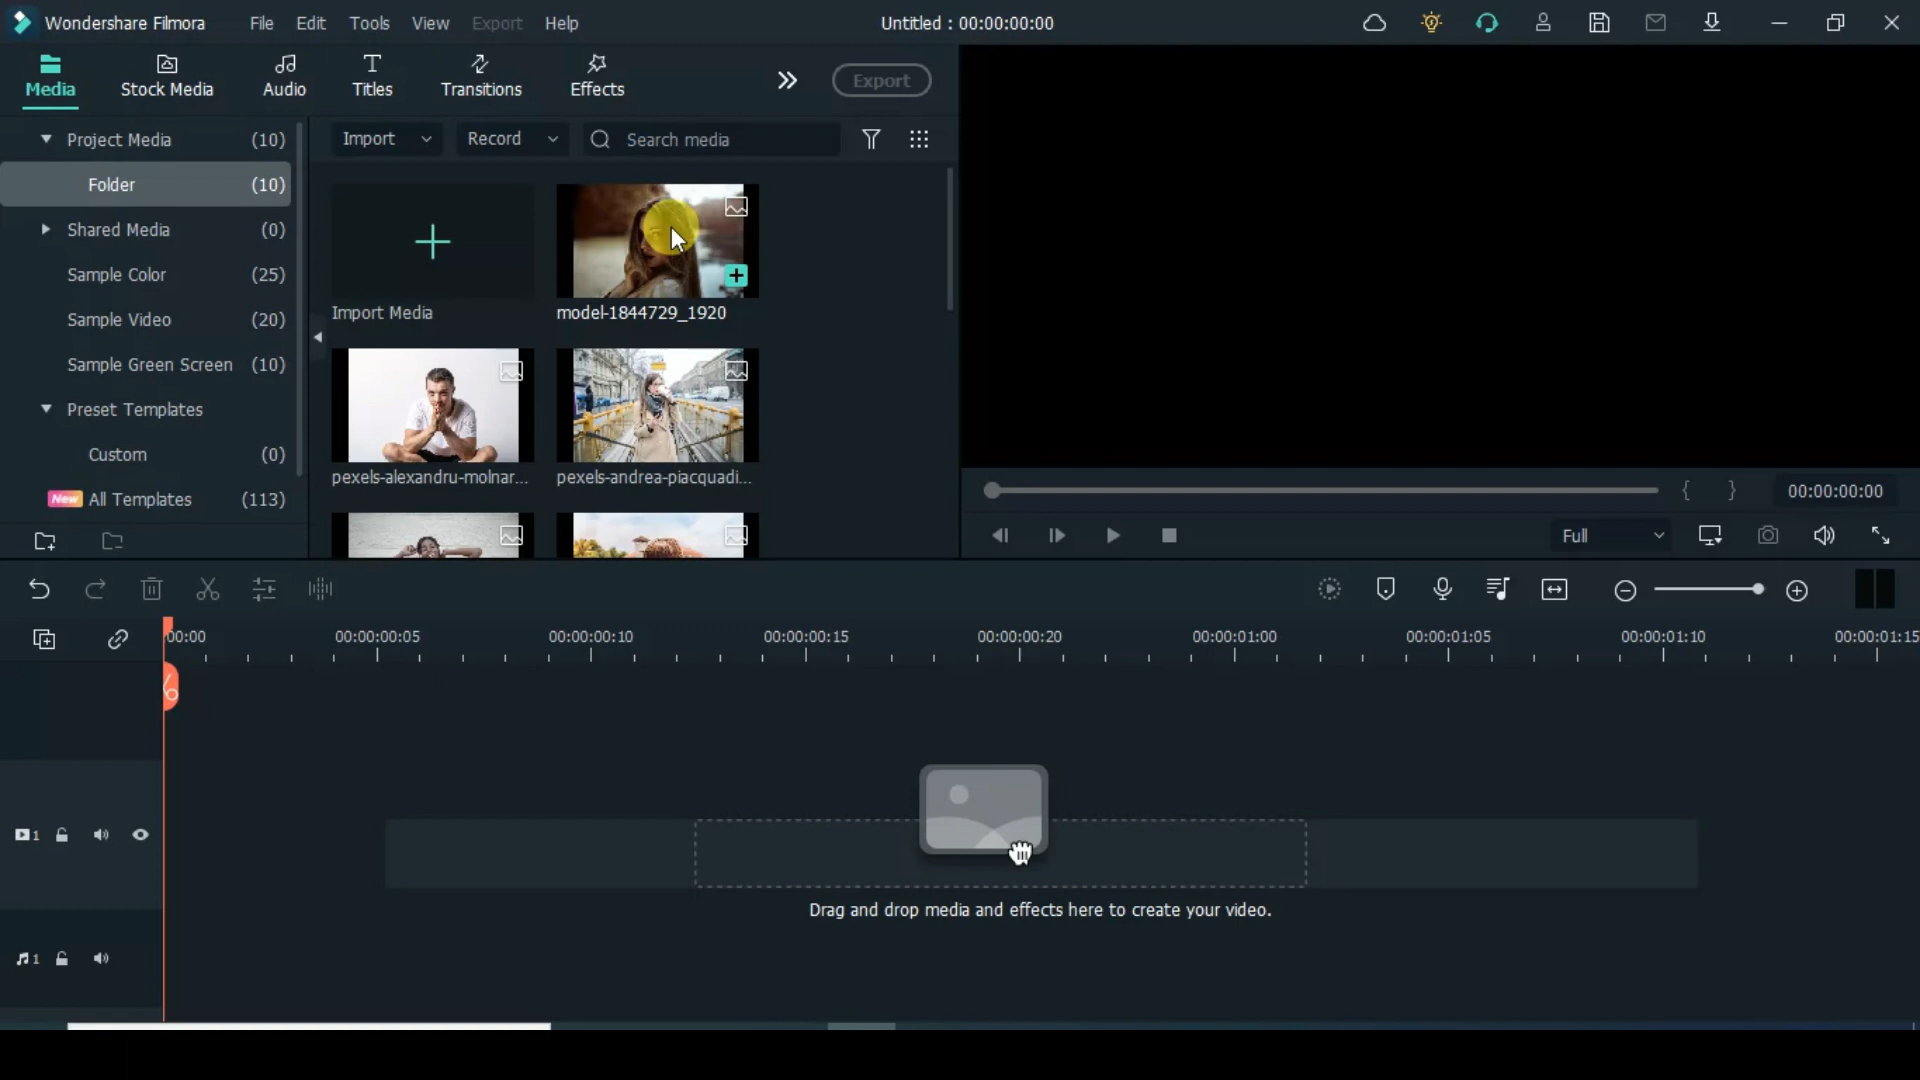 Wondershare Filmora File Edit Tools View Export Help Untitled : 00:00:00:00
Media Stock Media Audio Titles Transitions Effects Export
Project Media (10)
Folder (10)
Shared Media (0)
Sample Color (25)
Sample Video (20)
Sample Green Screen (10)
Preset Templates
Custom (0)
New All Templates (113)
Import Record Search media
Import Media model-1844729_1920
pexels-alexandru-molnar... pexels-andrea-piacquadi...
00:00:00:00
Full
00:00 00:00:00:05 00:00:00:10 00:00:00:15 00:00:00:20 00:00:01:00 00:00:01:05 00:00:01:10 00:00:01:15
1
Drag and drop media and effects here to create your video.
1